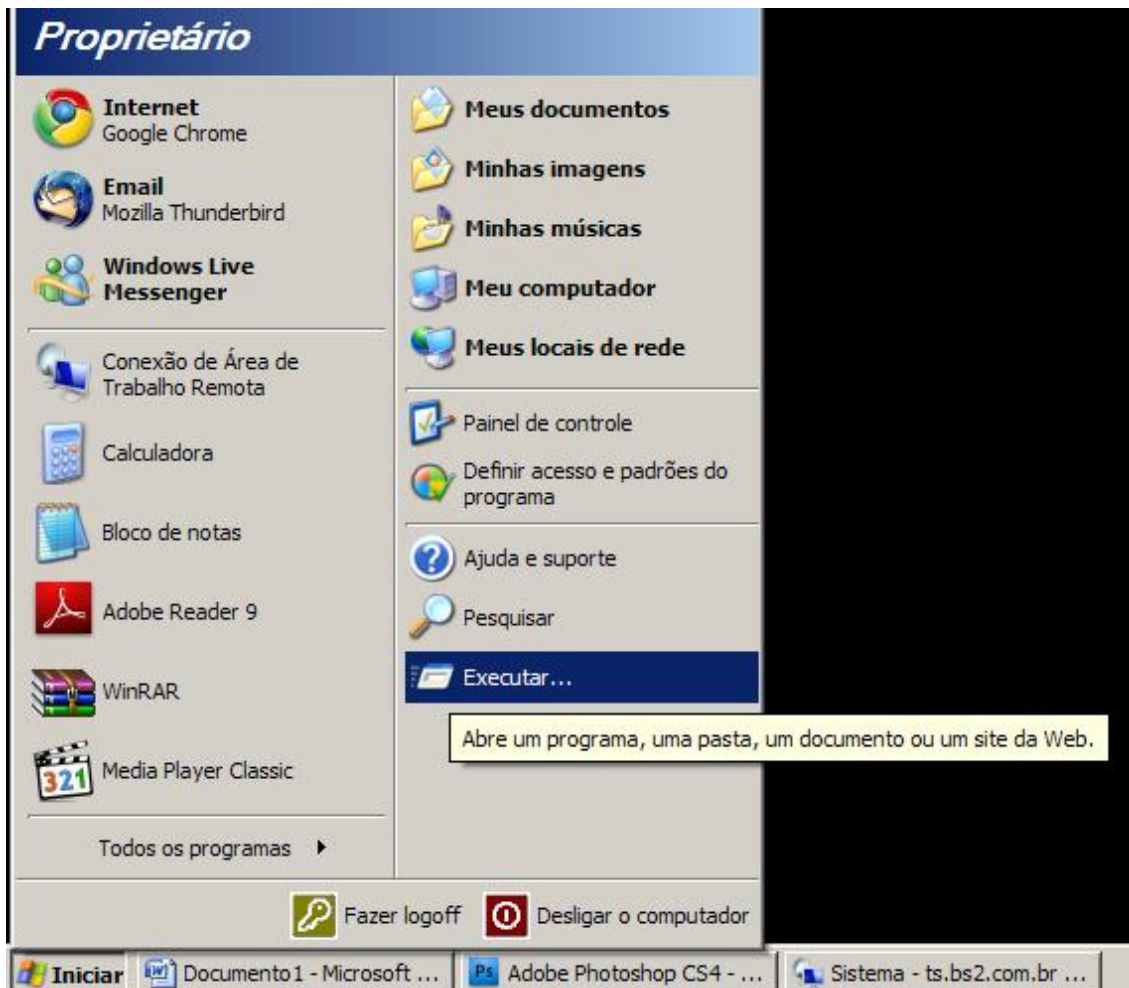 Proprietário
Internet
Google Chrome
Email
Mozilla Thunderbird
Windows Live
Messenger
Conexão de Área de
Trabalho Remota
Calculadora
Bloco de notas
Adobe Reader 9
WinRAR
321
Media Player Classic
Todos os programas
Meus documentos
Minhas imagens
Minhas músicas
Meu computador
Meus locais de rede
Painel de controle
Definir acesso e padrões do
programa
Ajuda e suporte
Pesquisar
Executar...
Abre um programa, uma pasta, um documento ou um site da Web.
Fazer logoff
Desligar o computador
Iniciar
Documento1 - Microsoft ...
Ps Adobe Photoshop CS4 - ...
Sistema - ts.bs2.com.br ...